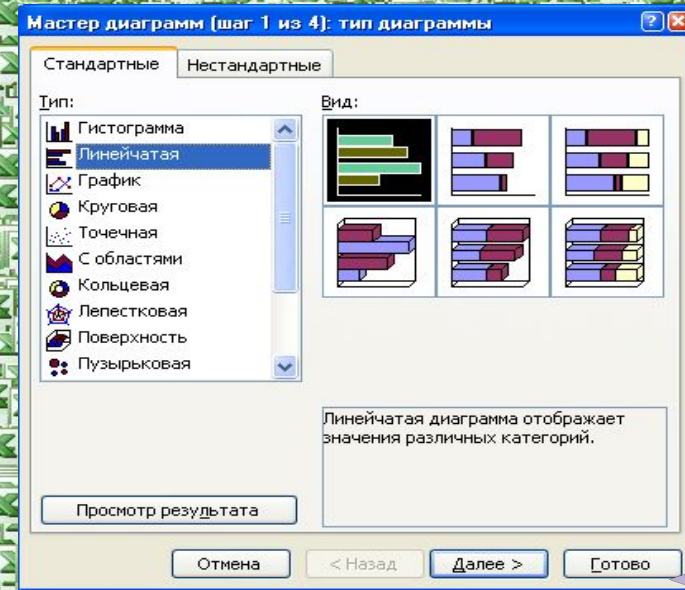 Мастер диаграмм (шаг 1 из 4): тип диаграммы
Стандартные Нестандартные
Тип:
Гистограмма
Линейчатая
График
Круговая
Точечная
С областями
Кольцевая
Лепестковая
Поверхность
Пузырьковая
Вид:
Линейчатая диаграмма отображает
значения различных категорий.
Просмотр результата
Отмена < Назад Далее > Готово